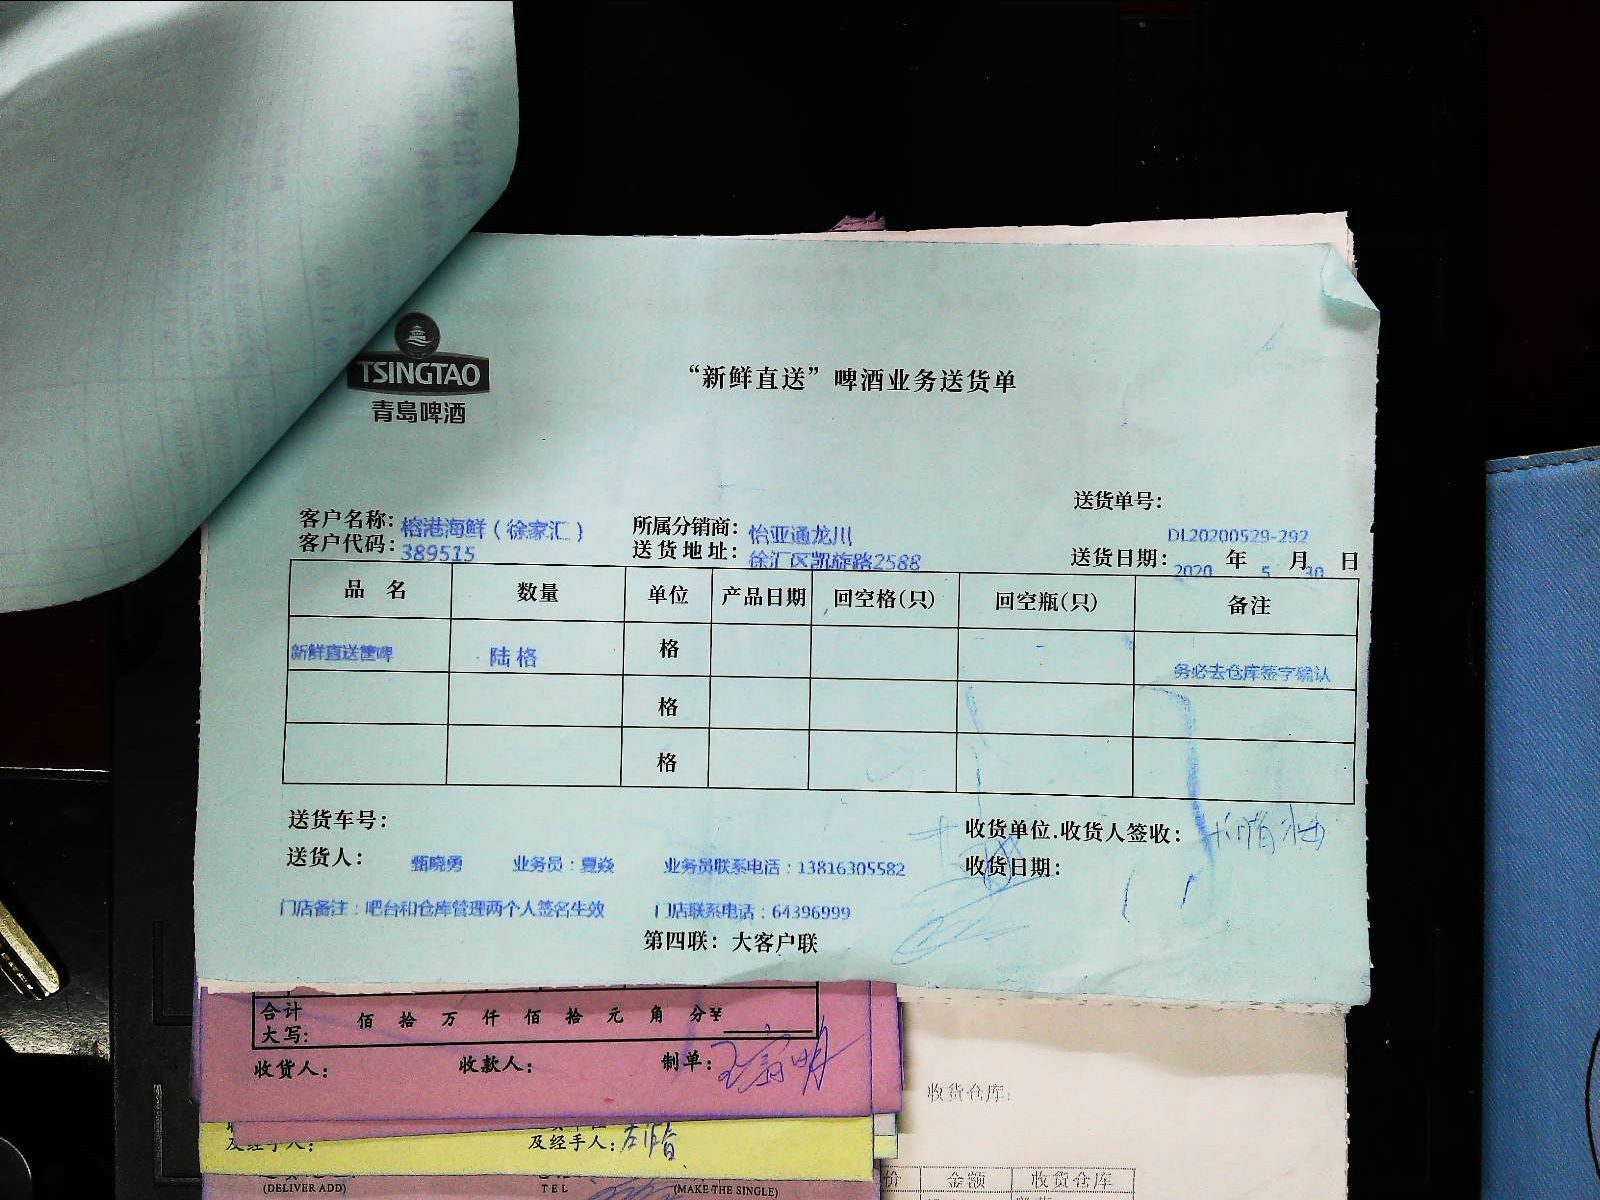 TSINGTAO
青島啤酒
“新鲜直送”啤酒业务送货单
送货单号：
DL20200529-292
客户名称：榕港海鲜（徐家汇） 所属分销商：怡亚通龙川
客户代码：389515 送货地址：徐汇区凯旋路2588 送货日期：2020 年 5 月 30 日
品 名 数量 单位 产品日期 回空格(只) 回空瓶(只) 备注
新鲜直送筐啤 陆格 格 务必去仓库签字确认
格
格
送货车号： 收货单位.收货人签收：
送货人：甄晓勇 业务员：夏焱 业务员联系电话：13816305582 收货日期：
门店备注：吧台和仓库管理两个人签名生效 门店联系电话：64396999
第四联：大客户联
合计
大写： 佰 拾 万 仟 佰 拾 元 角 分¥
收货人： 收款人： 制单：
收货仓库：
及经手人： 及经手人：
价 金额 收货仓库
(DELIVER ADD) TEL (MAKE THE SINGLE)